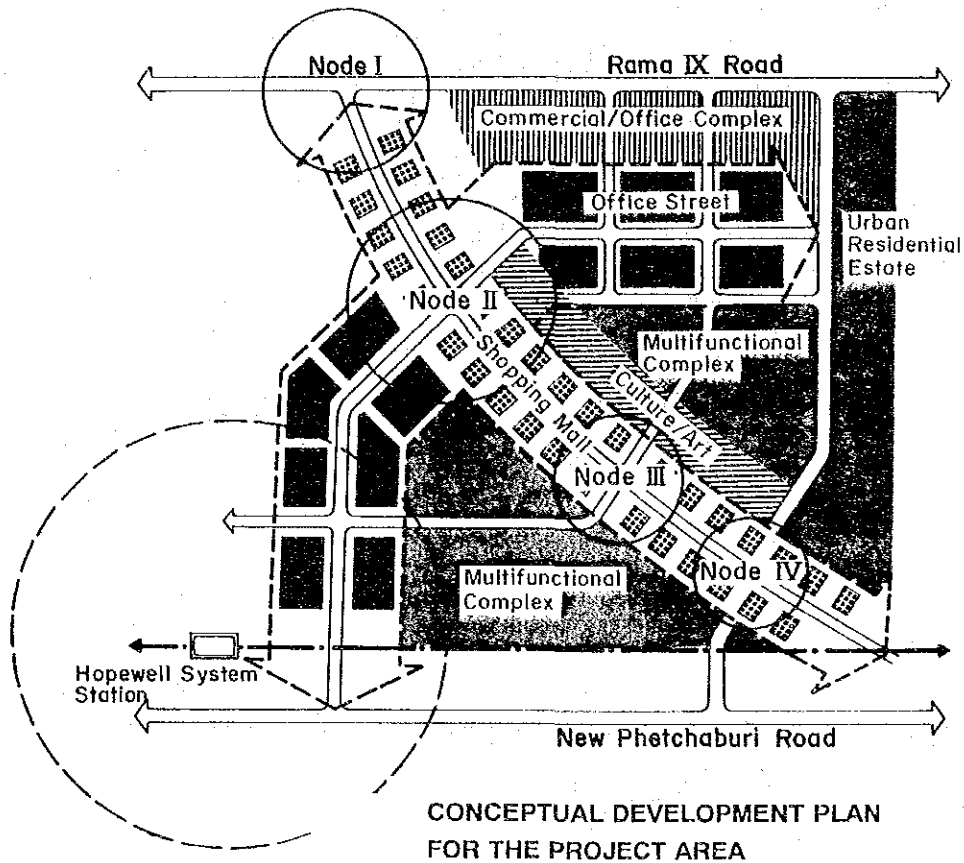 Node I
Rama IX Road
Commercial/Office Complex
Office Street
Urban
Residential
Estate
Node II
Multifunctional
Complex
Shopping Mall
Culture/Art
Node III
Node IV
Multifunctional
Complex
Hopewell System
Station
New Phetchaburi Road
CONCEPTUAL DEVELOPMENT PLAN
FOR THE PROJECT AREA